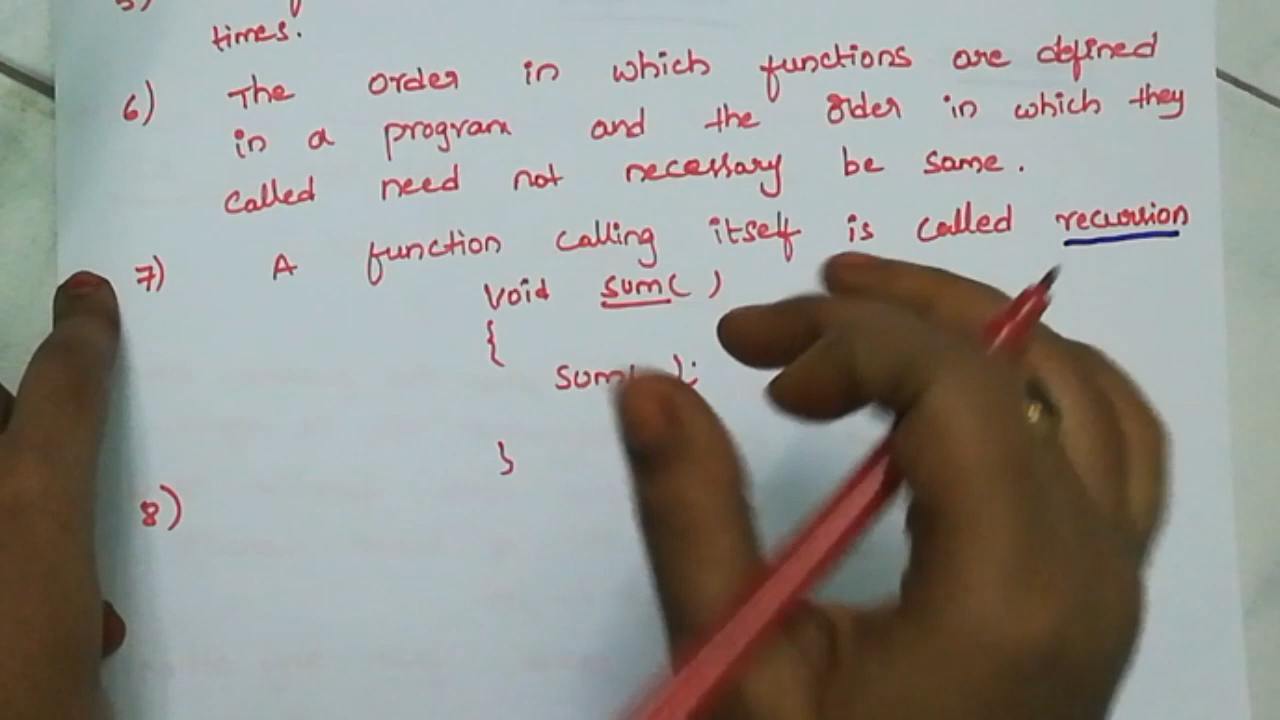 times.
6) The order in which functions are defined
in a program and the order in which they
called need not necessary be same.
7) A function calling itself is called recursion
void sum( )
{
sum( );
}
8)